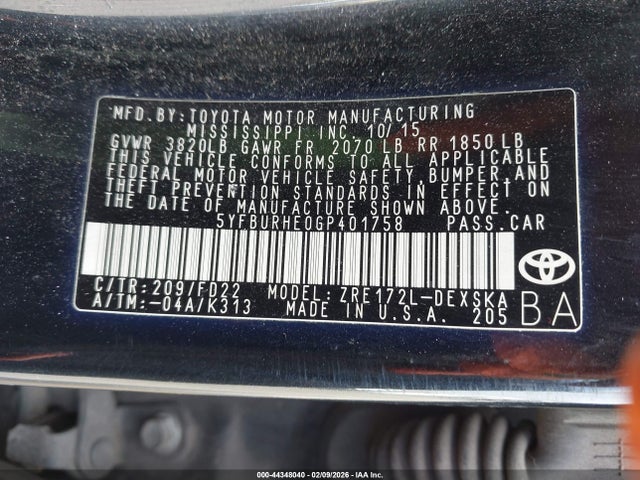 MFD.BY:TOYOTA MOTOR MANUFACTURING
MISSISSIPPI INC. 10/15
GVWR 3820LB GAWR FR 2070LB RR 1850LB
THIS VEHICLE CONFORMS TO ALL APPLICABLE
FEDERAL MOTOR VEHICLE SAFETY, BUMPER, AND
THEFT PREVENTION STANDARDS IN EFFECT ON
THE DATE OF MANUFACTURE SHOWN ABOVE.
5YFBURHE0GP401758 PASS.CAR
C/TR:209/FD22 MODEL:ZRE172L-DEXSKA
A/TM:-04A/K313 MADE IN U.S.A. 205
BA
000-44348040 - 02/09/2026 - IAA, Inc.